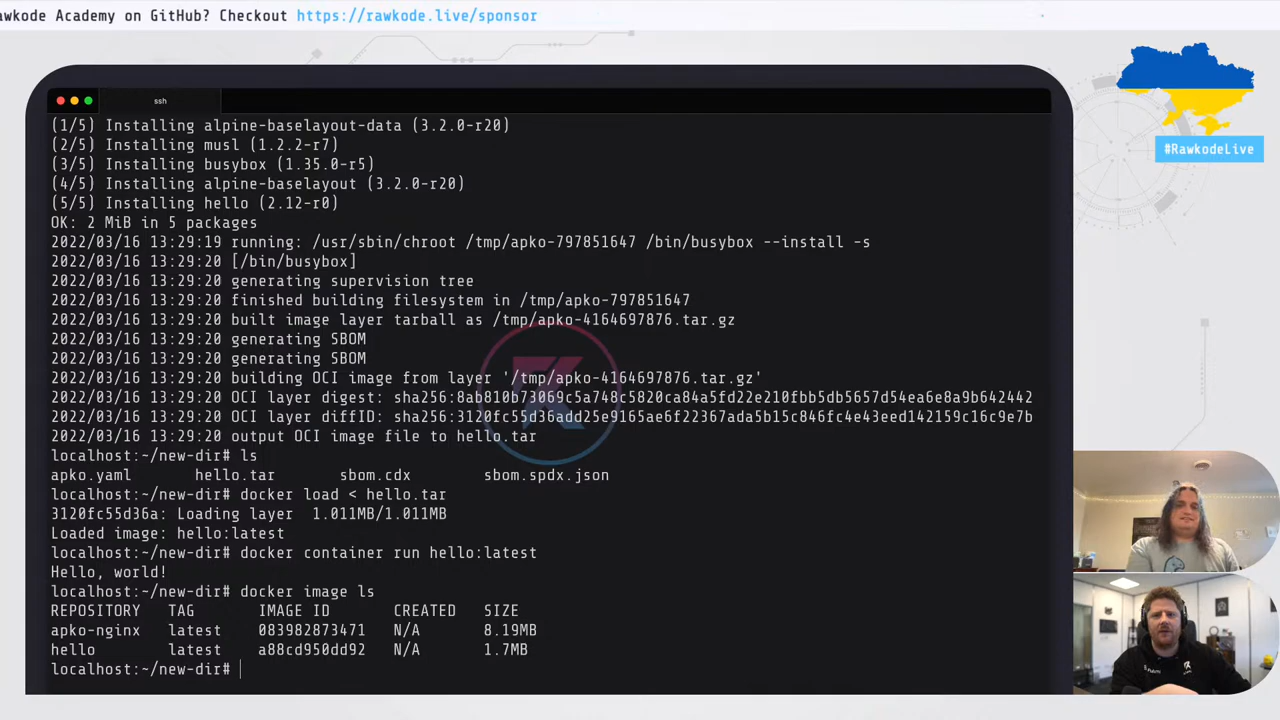 awkode Academy on GitHub? Checkout https://rawkode.live/sponsor
#RawkodeLive
ssh
(1/5) Installing alpine-baselayout-data (3.2.0-r20)
(2/5) Installing musl (1.2.2-r7)
(3/5) Installing busybox (1.35.0-r5)
(4/5) Installing alpine-baselayout (3.2.0-r20)
(5/5) Installing hello (2.12-r0)
OK: 2 MiB in 5 packages
2022/03/16 13:29:19 running: /usr/sbin/chroot /tmp/apko-797851647 /bin/busybox --install -s
2022/03/16 13:29:20 [/bin/busybox]
2022/03/16 13:29:20 generating supervision tree
2022/03/16 13:29:20 finished building filesystem in /tmp/apko-797851647
2022/03/16 13:29:20 built image layer tarball as /tmp/apko-4164697876.tar.gz
2022/03/16 13:29:20 generating SBOM
2022/03/16 13:29:20 generating SBOM
2022/03/16 13:29:20 building OCI image from layer '/tmp/apko-4164697876.tar.gz'
2022/03/16 13:29:20 OCI layer digest: sha256:8ab810b73069c5a748c5820ca84a5fd22e210fbb5db5657d54ea6e8a9b642442
2022/03/16 13:29:20 OCI layer diffID: sha256:3120fc55d36add25e9165ae6f22367ada5b15c846fc4e43eed142159c16c9e7b
2022/03/16 13:29:20 output OCI image file to hello.tar
localhost:~/new-dir# ls
apko.yaml hello.tar sbom.cdx sbom.spdx.json
localhost:~/new-dir# docker load < hello.tar
3120fc55d36a: Loading layer 1.011MB/1.011MB
Loaded image: hello:latest
localhost:~/new-dir# docker container run hello:latest
Hello, world!
localhost:~/new-dir# docker image ls
REPOSITORY TAG IMAGE ID CREATED SIZE
apko-nginx latest 083982873471 N/A 8.19MB
hello latest a88cd950dd92 N/A 1.7MB
localhost:~/new-dir#